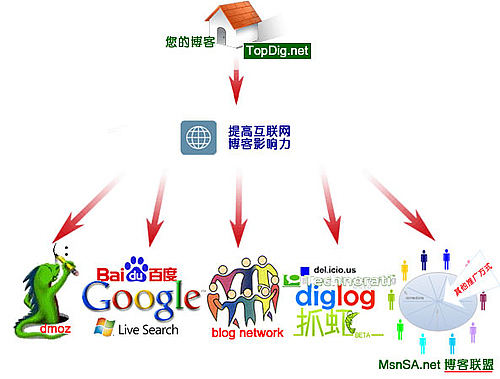 您的博客
TopDig.net
提高互联网
博客影响力
dmoz
Bai du 百度
Google
Live Search
blog network
del.icio.us
Technorati
diglog
抓虾
BETA
其他推广方式
MsnSA.net 博客联盟